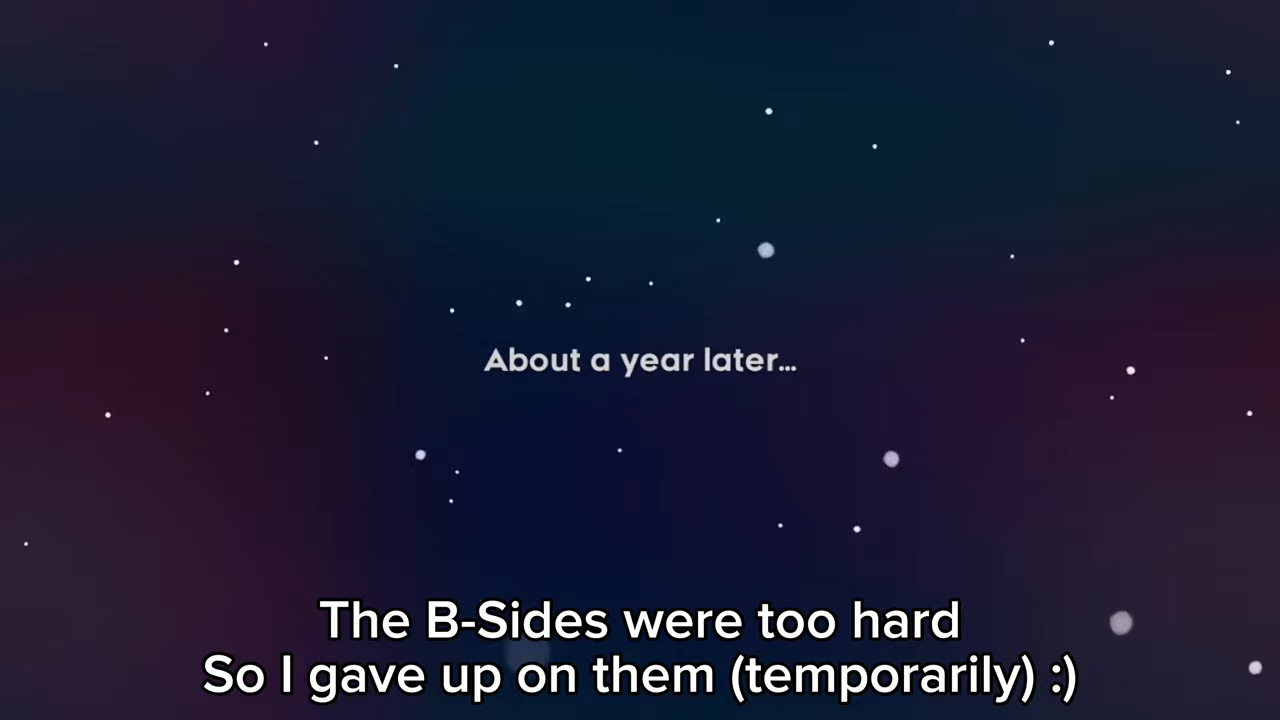 About a year later...
The B-Sides were too hard
So I gave up on them (temporarily) :)